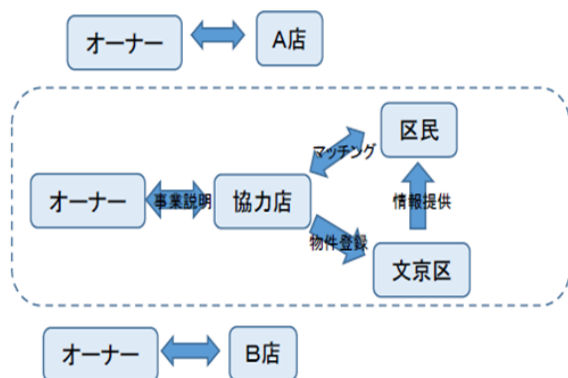 オーナー
A店
区民
マッチング
オーナー
事業説明
協力店
情報提供
物件登録
文京区
オーナー
B店